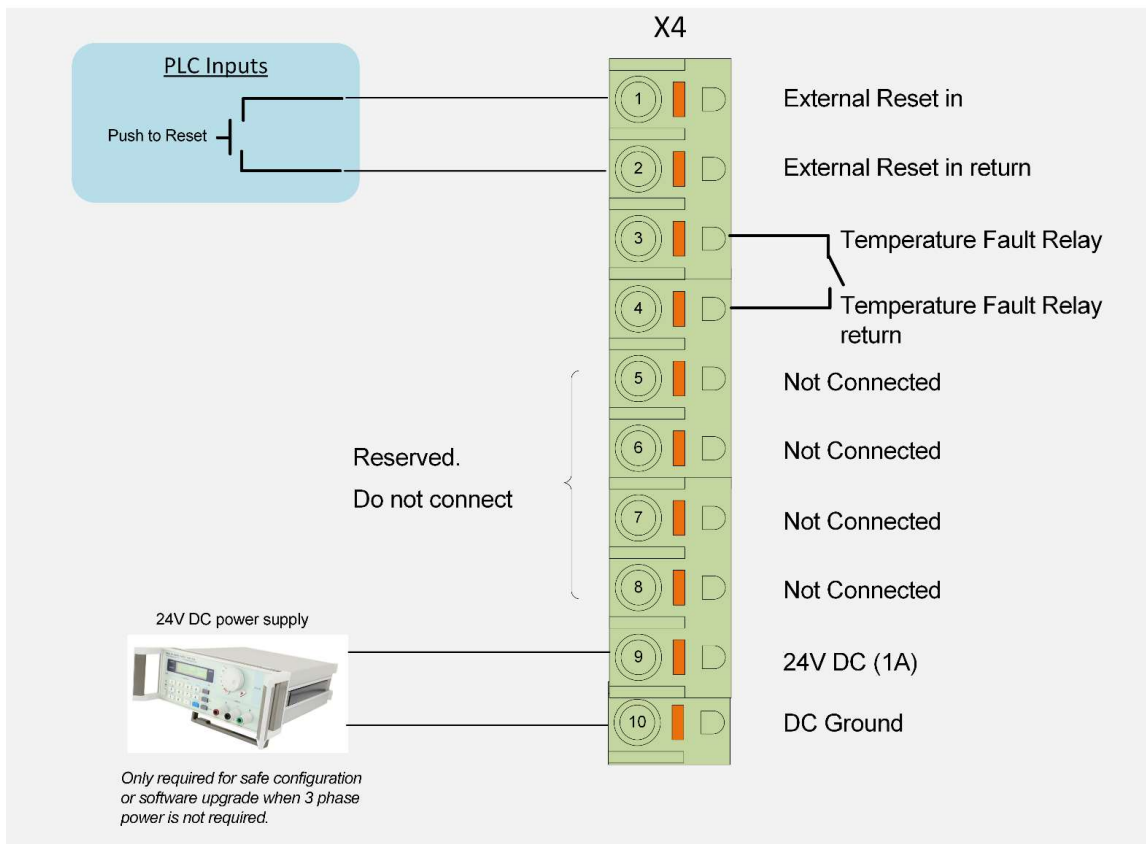 X4
PLC Inputs
Push to Reset
1
External Reset in
2
External Reset in return
3
Temperature Fault Relay
4
Temperature Fault Relay
return
5
Not Connected
6
Not Connected
Reserved.
Do not connect
7
Not Connected
8
Not Connected
24V DC power supply
9
24V DC (1A)
10
DC Ground
Only required for safe configuration
or software upgrade when 3 phase
power is not required.